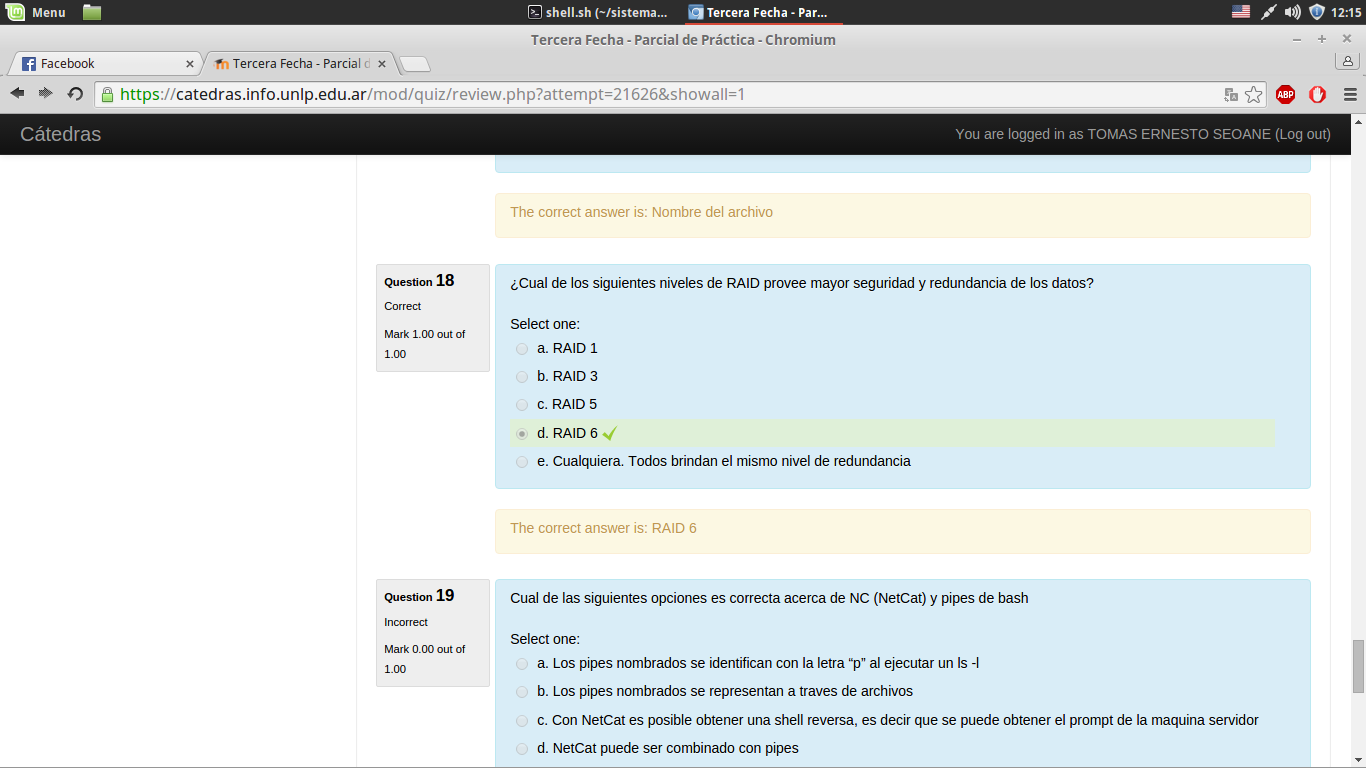 Menu
shell.sh (~/sistema...
Tercera Fecha - Par...
12:15
Tercera Fecha - Parcial de Práctica - Chromium
Facebook
Tercera Fecha - Parcial d
https://catedras.info.unlp.edu.ar/mod/quiz/review.php?attempt=21626&showall=1
ABP
Cátedras
You are logged in as TOMAS ERNESTO SEOANE (Log out)
The correct answer is: Nombre del archivo
Question 18
Correct
Mark 1.00 out of
1.00
¿Cual de los siguientes niveles de RAID provee mayor seguridad y redundancia de los datos?
Select one:
a. RAID 1
b. RAID 3
c. RAID 5
d. RAID 6
e. Cualquiera. Todos brindan el mismo nivel de redundancia
The correct answer is: RAID 6
Question 19
Incorrect
Mark 0.00 out of
1.00
Cual de las siguientes opciones es correcta acerca de NC (NetCat) y pipes de bash
Select one:
a. Los pipes nombrados se identifican con la letra “p” al ejecutar un ls -l
b. Los pipes nombrados se representan a traves de archivos
c. Con NetCat es posible obtener una shell reversa, es decir que se puede obtener el prompt de la maquina servidor
d. NetCat puede ser combinado con pipes